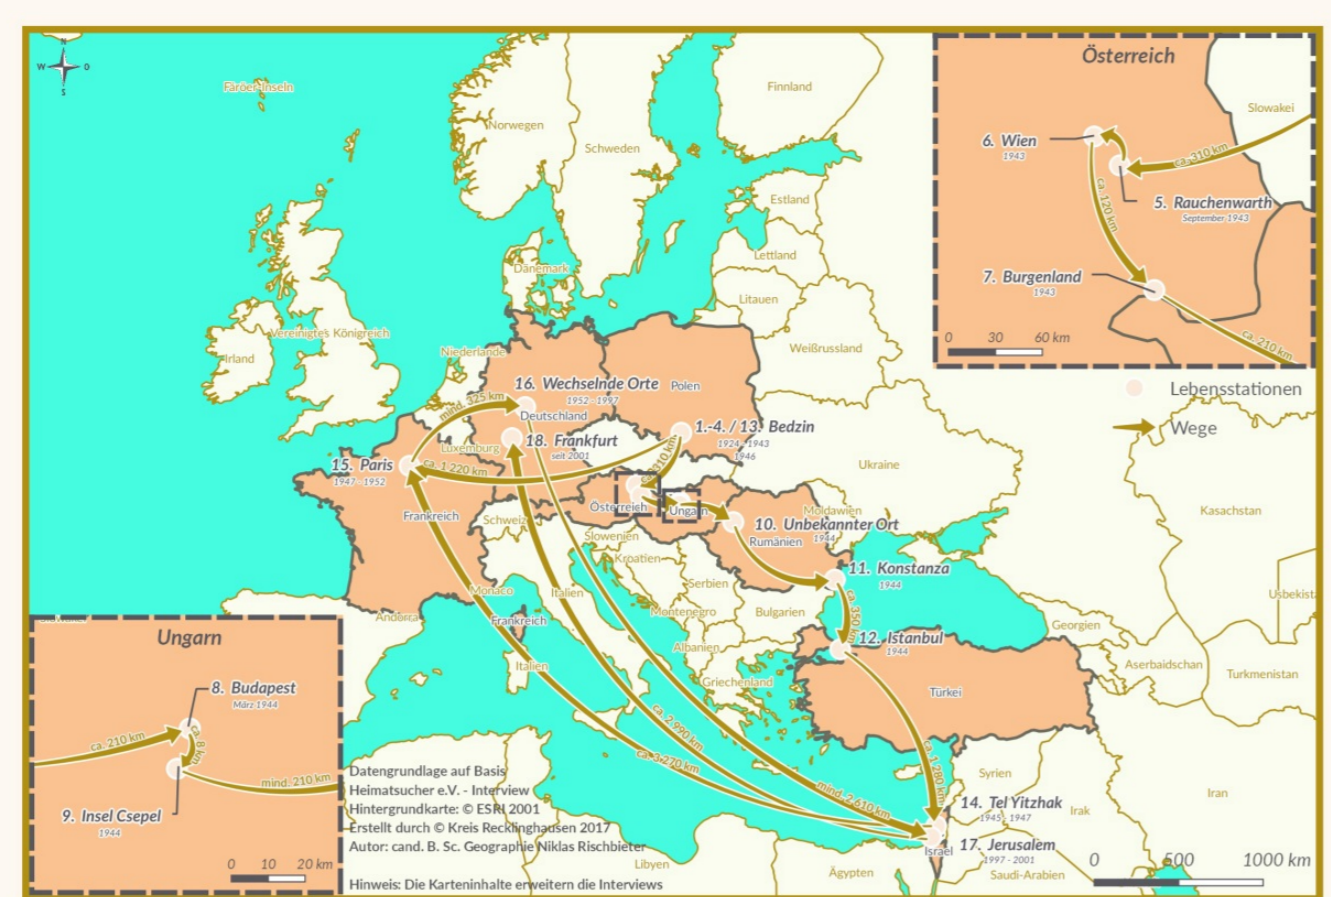 N
W
O
S
Färöer-Inseln
Norwegen
Schweden
Finnland
Estland
Lettland
Litauen
Weißrussland
Dänemark
Vereinigtes Königreich
Irland
Niederlande
Polen
Deutschland
Luxemburg
Ukraine
Moldawien
Kasachstan
Frankreich
Schweiz
Österreich
Ungarn
Rumänien
Slowenien
Kroatien
Serbien
Montenegro
Bulgarien
Albanien
Griechenland
Monaco
Italien
Andorra
Frankreich
Italien
Georgien
Aserbaidschan
Turkmenistan
Türkei
Syrien
Irak
Iran
Israel
Saudi-Arabien
Ägypten
Libyen
16. Wechselnde Orte
1952 - 1997
mind. 325 km
18. Frankfurt
seit 2001
1.-4. / 13. Bedzin
1924 - 1943
1946
15. Paris
1947 - 1952
ca. 1 220 km
ca. 310 km
10. Unbekannter Ort
1944
11. Konstanza
1944
ca. 350 km
12. Istanbul
1944
ca. 1 280 km
ca. 2 990 km
ca. 3 270 km
mind. 2 610 km
14. Tel Yitzhak
1945 - 1947
17. Jerusalem
1997 - 2001
0 500 1000 km
Österreich
Slowakei
6. Wien
1943
ca. 310 km
5. Rauchenwarth
September 1943
ca. 120 km
7. Burgenland
1943
ca. 210 km
0 30 60 km
Lebensstationen
Wege
Ungarn
8. Budapest
März 1944
ca. 210 km
ca. 8 km
mind. 210 km
9. Insel Csepel
1944
0 10 20 km
Datengrundlage auf Basis
Heimatsucher e.V. - Interview
Hintergrundkarte: © ESRI 2001
Erstellt durch © Kreis Recklinghausen 2017
Autor: cand. B. Sc. Geographie Niklas Rischbieter
Hinweis: Die Karteninhalte erweitern die Interviews